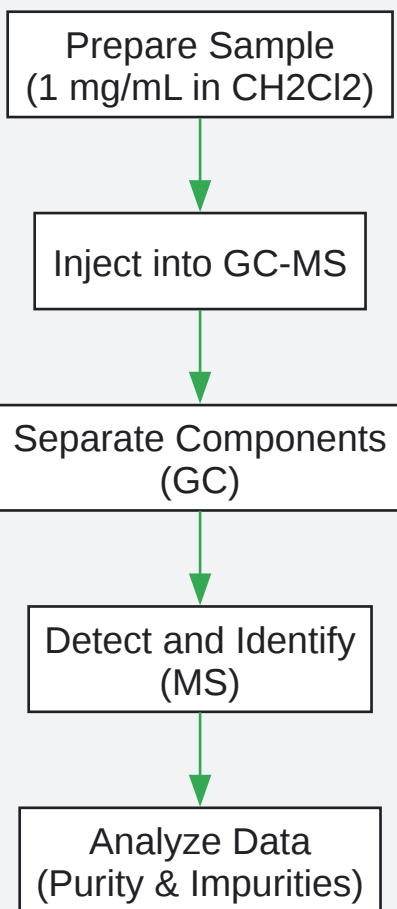 Prepare Sample
(1 mg/mL in CH2Cl2)
Inject into GC-MS
Separate Components
(GC)
Detect and Identify
(MS)
Analyze Data
(Purity & Impurities)